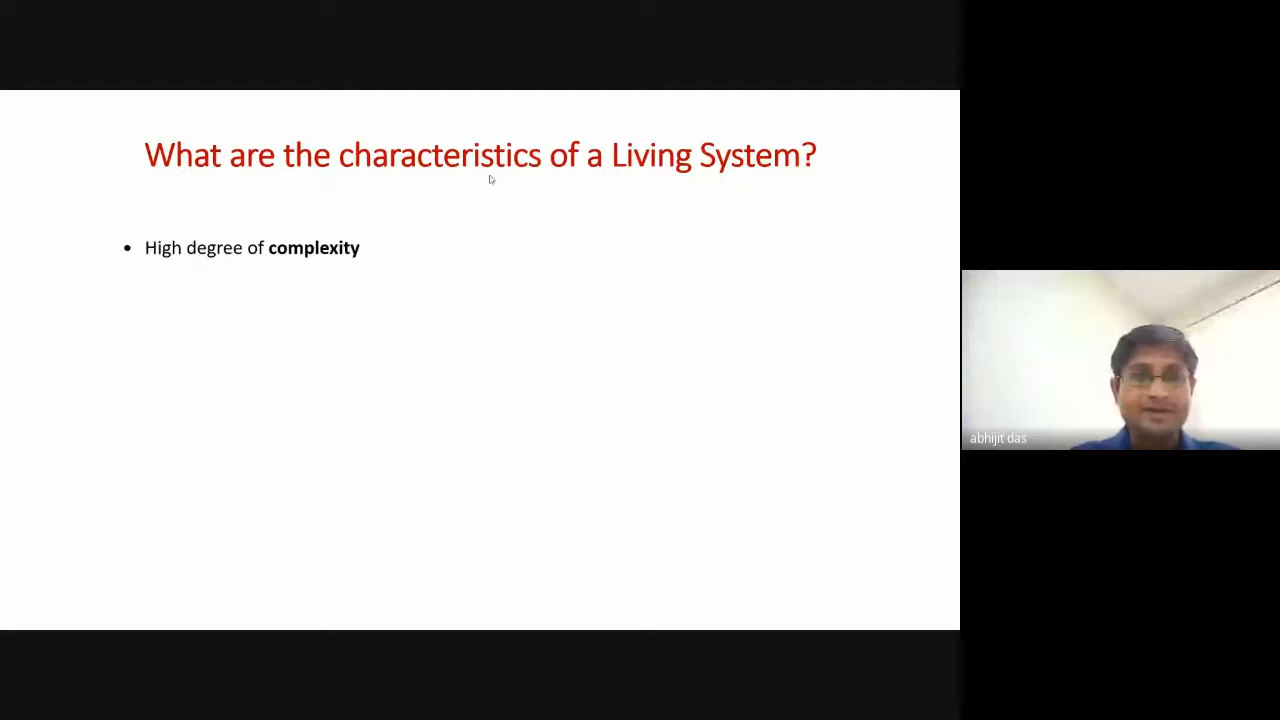 What are the characteristics of a Living System?
• High degree of complexity
abhijit das